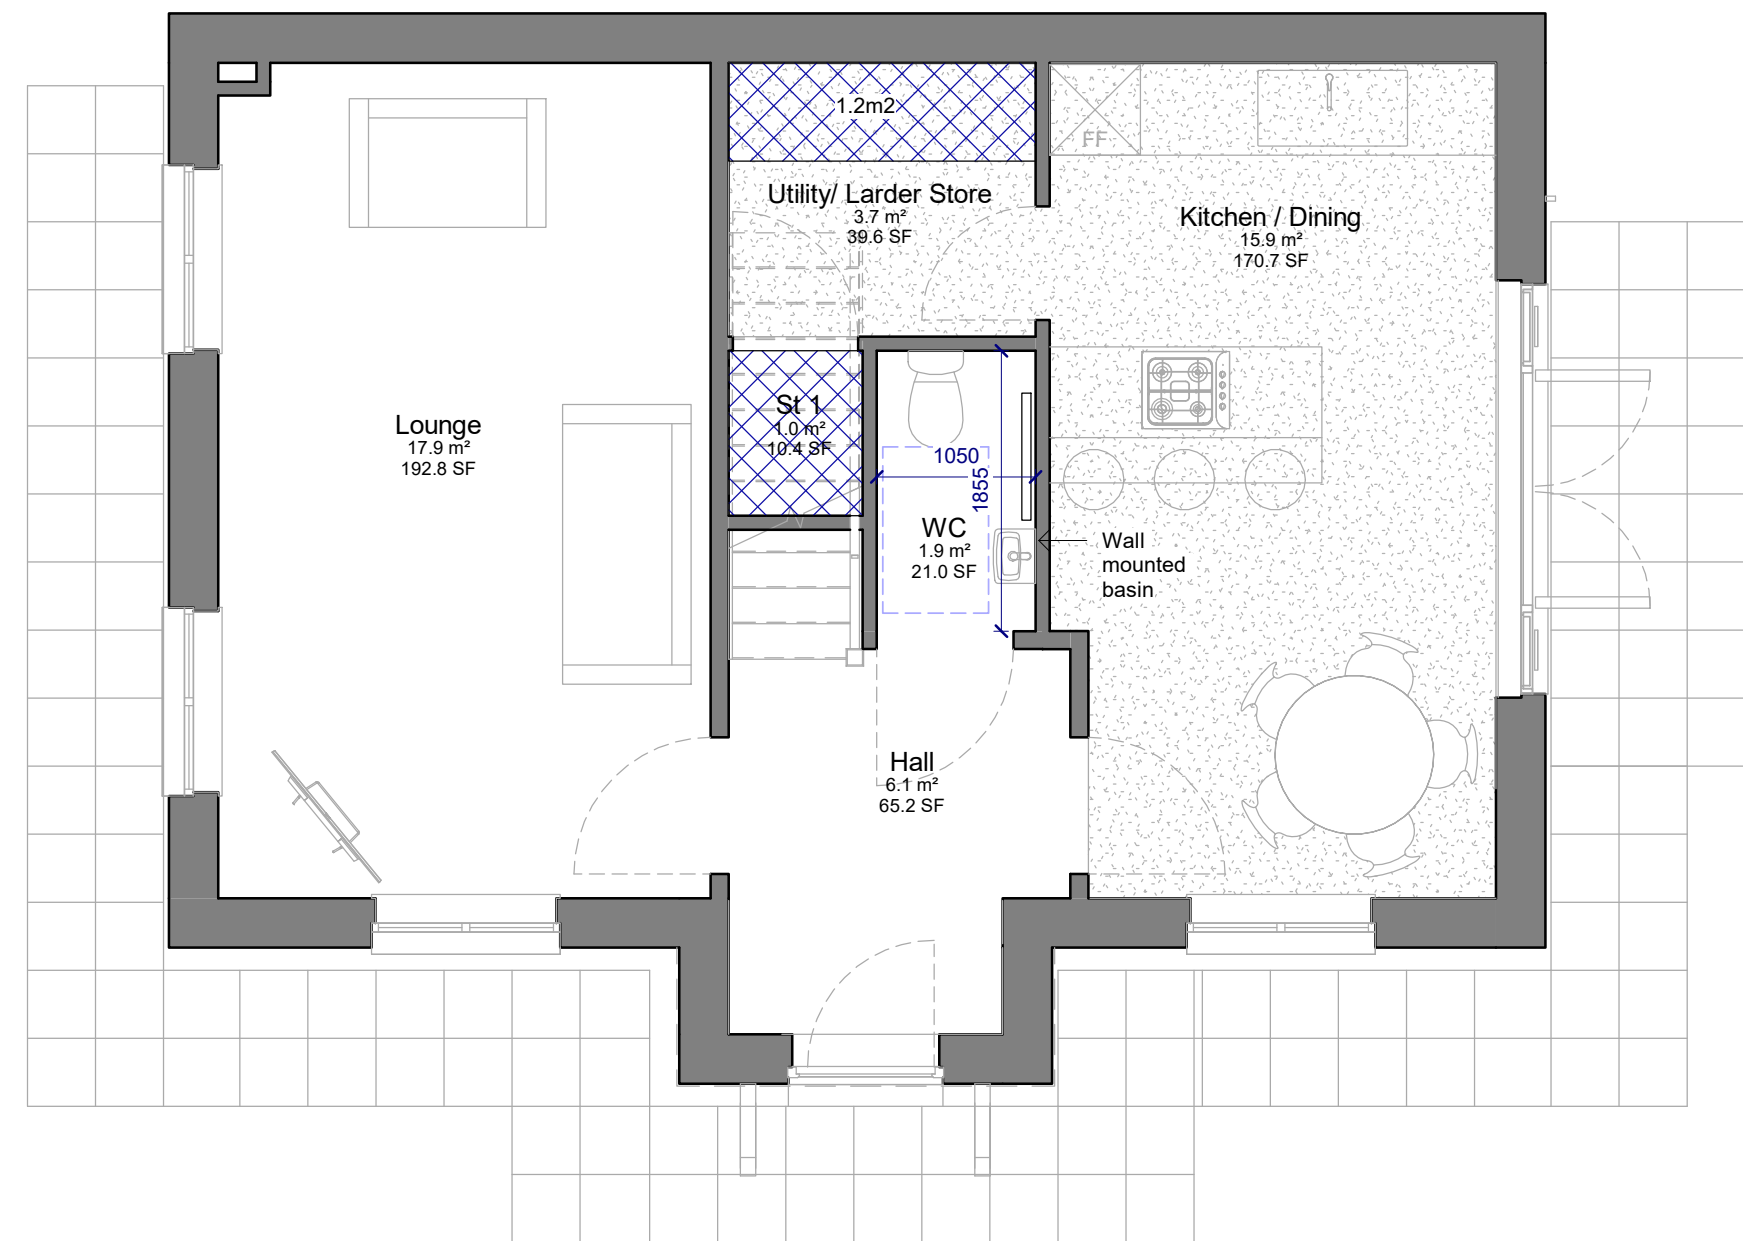 1.2m2
FF
Utility/ Larder Store
3.7 m²
39.6 SF
Kitchen / Dining
15.9 m²
170.7 SF
Lounge
17.9 m²
192.8 SF
St 1
1.0 m²
10.4 SF
1050
1855
WC
1.9 m²
21.0 SF
Wall
mounted
basin
Hall
6.1 m²
65.2 SF